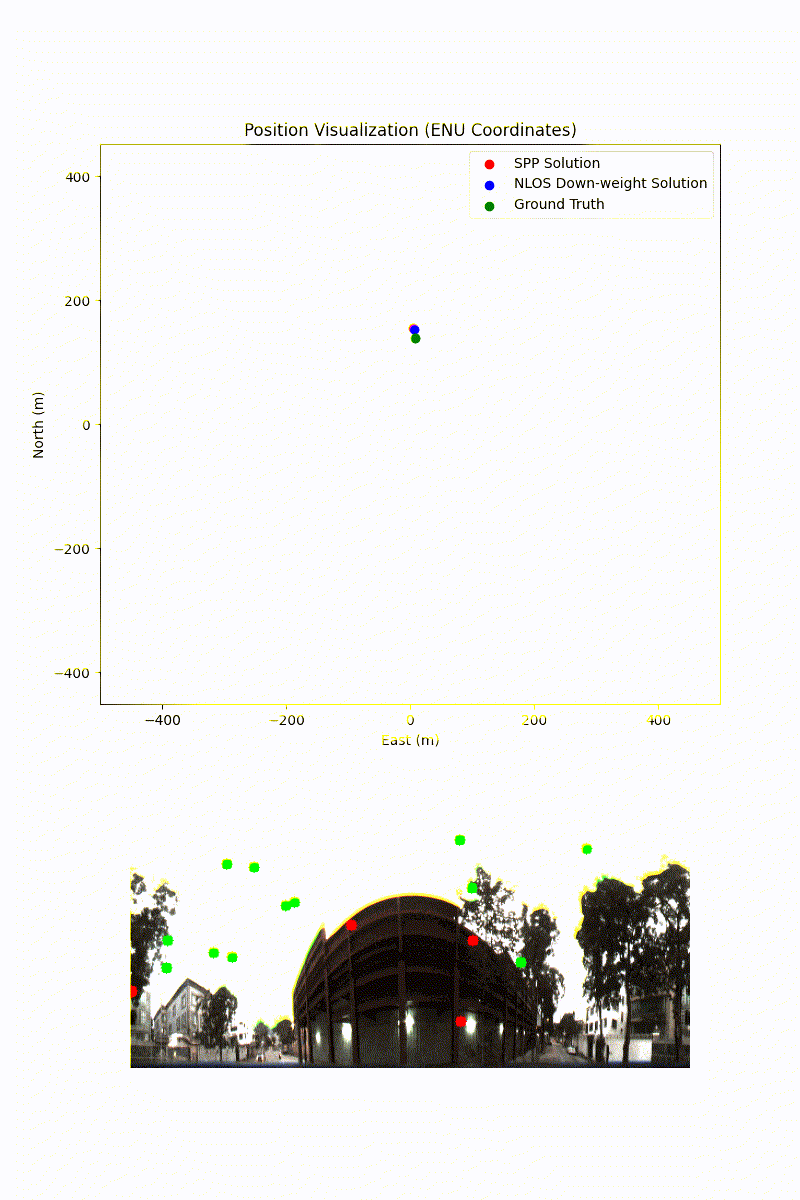 Position Visualization (ENU Coordinates)
SPP Solution
NLOS Down-weight Solution
Ground Truth
400
200
0
−200
−400
North (m)
−400
−200
0
200
400
East (m)